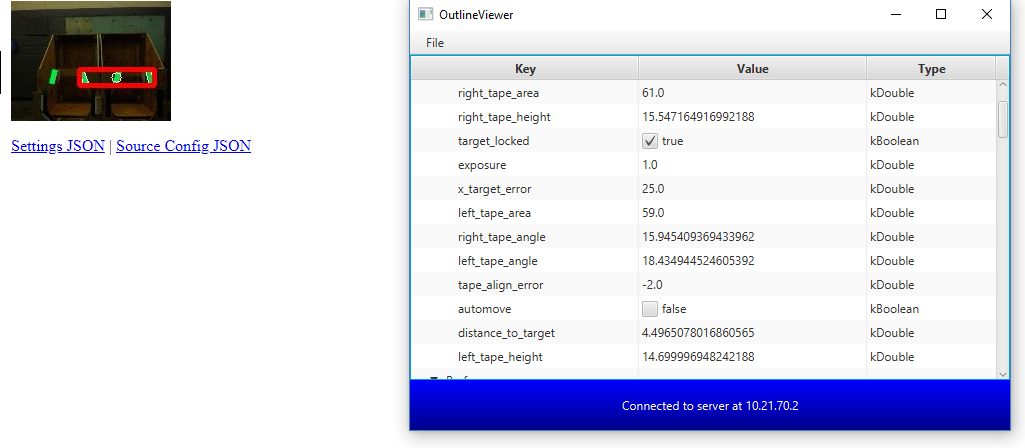 OutlineViewer
File
Key Value Type
right_tape_area 61.0 kDouble
right_tape_height 15.547164916992188 kDouble
target_locked true kBoolean
exposure 1.0 kDouble
x_target_error 25.0 kDouble
left_tape_area 59.0 kDouble
right_tape_angle 15.945409369433962 kDouble
left_tape_angle 18.434944524605392 kDouble
tape_align_error -2.0 kDouble
automove false kBoolean
distance_to_target 4.4965078016860565 kDouble
left_tape_height 14.699996948242188 kDouble
Connected to server at 10.21.70.2
Settings JSON | Source Config JSON